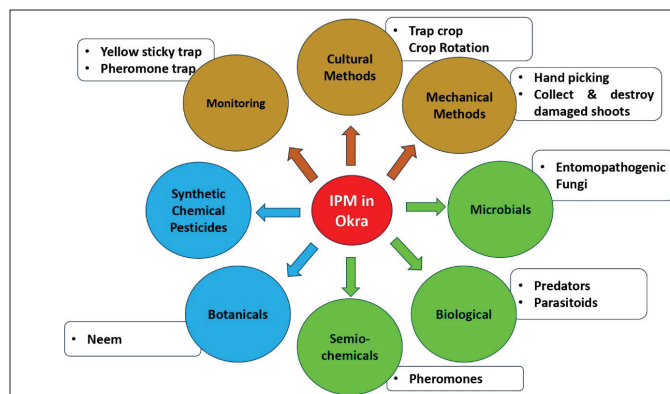 • Trap crop
Crop Rotation
• Yellow sticky trap
• Pheromone trap
Cultural Methods
• Hand picking
• Collect & destroy
damaged shoots
Monitoring
Mechanical
Methods
• Entomopathogenic
Fungi
Synthetic
Chemical
Pesticides
IPM in
Okra
Microbials
• Predators
• Parasitoids
Botanicals
Biological
• Neem
Semio-
chemicals
• Pheromones